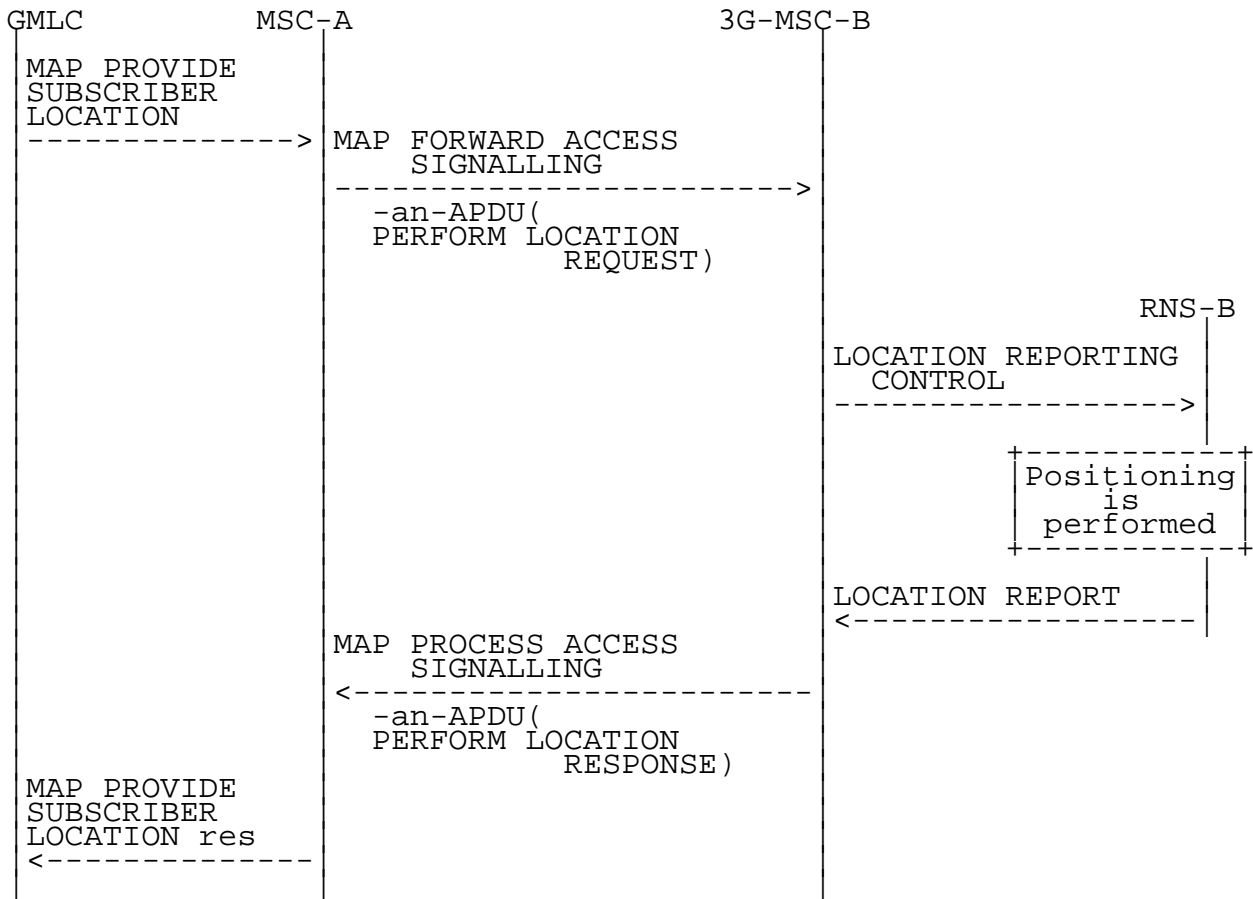 GMLC MSC-A 3G-MSC-B
MAP PROVIDE
SUBSCRIBER
LOCATION
--------------> MAP FORWARD ACCESS
SIGNALLING
------------------------>
-an-APDU(
PERFORM LOCATION
REQUEST)
RNS-B
LOCATION REPORTING
CONTROL
------------------>
+-----------+
Positioning
is
performed
+-----------+
LOCATION REPORT
<------------------
MAP PROCESS ACCESS
SIGNALLING
<------------------------
-an-APDU(
PERFORM LOCATION
RESPONSE)
MAP PROVIDE
SUBSCRIBER
LOCATION res
<--------------